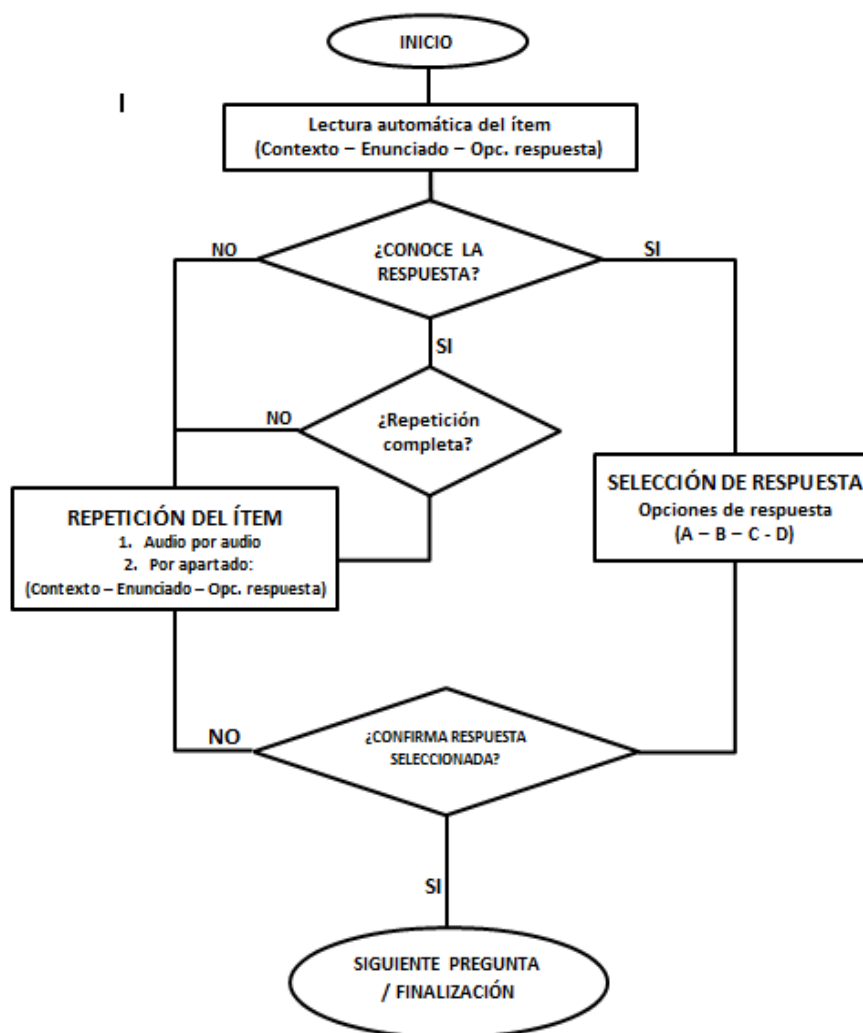 INICIO
I
Lectura automática del ítem
(Contexto – Enunciado – Opc. respuesta)
NO
¿CONOCE LA
RESPUESTA?
SI
SI
NO
¿Repetición
completa?
REPETICIÓN DEL ÍTEM
1. Audio por audio
2. Por apartado:
(Contexto – Enunciado – Opc. respuesta)
SELECCIÓN DE RESPUESTA
Opciones de respuesta
(A – B – C - D)
NO
¿CONFIRMA RESPUESTA
SELECCIONADA?
SI
SIGUIENTE PREGUNTA
/ FINALIZACIÓN